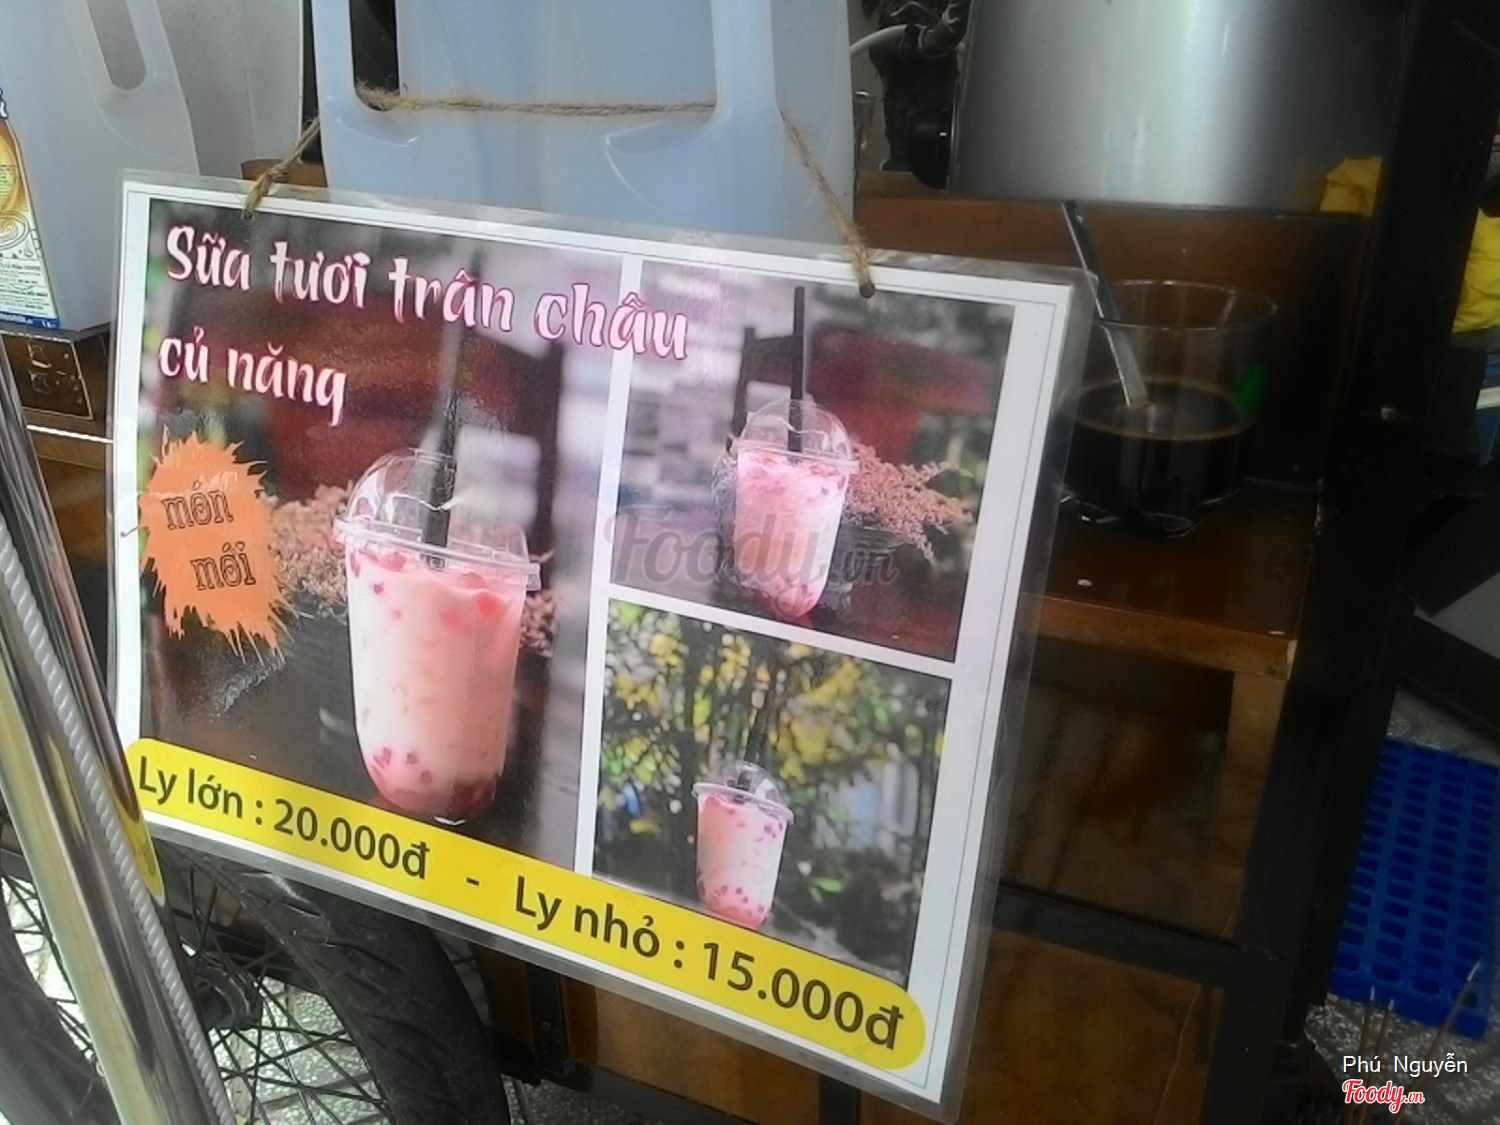 Sữa tươi trân châu
củ năng
món
mới
Ly lớn : 20.000đ - Ly nhỏ : 15.000đ
Foody.vn
Phú Nguyễn
Foody.vn